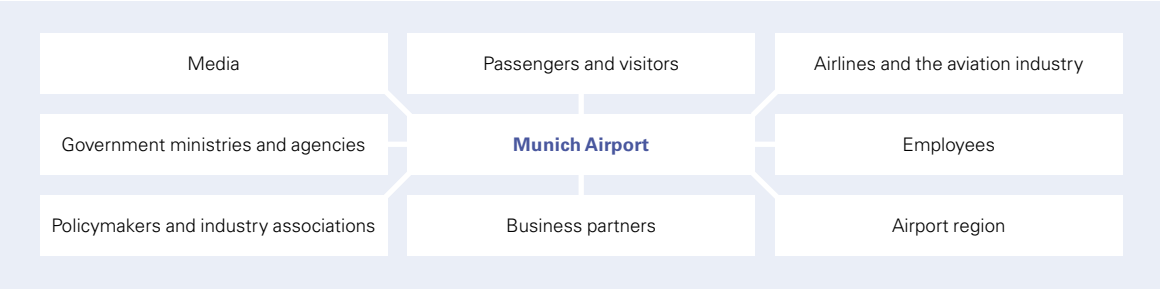 Media
Passengers and visitors
Airlines and the aviation industry
Government ministries and agencies
Munich Airport
Employees
Policymakers and industry associations
Business partners
Airport region